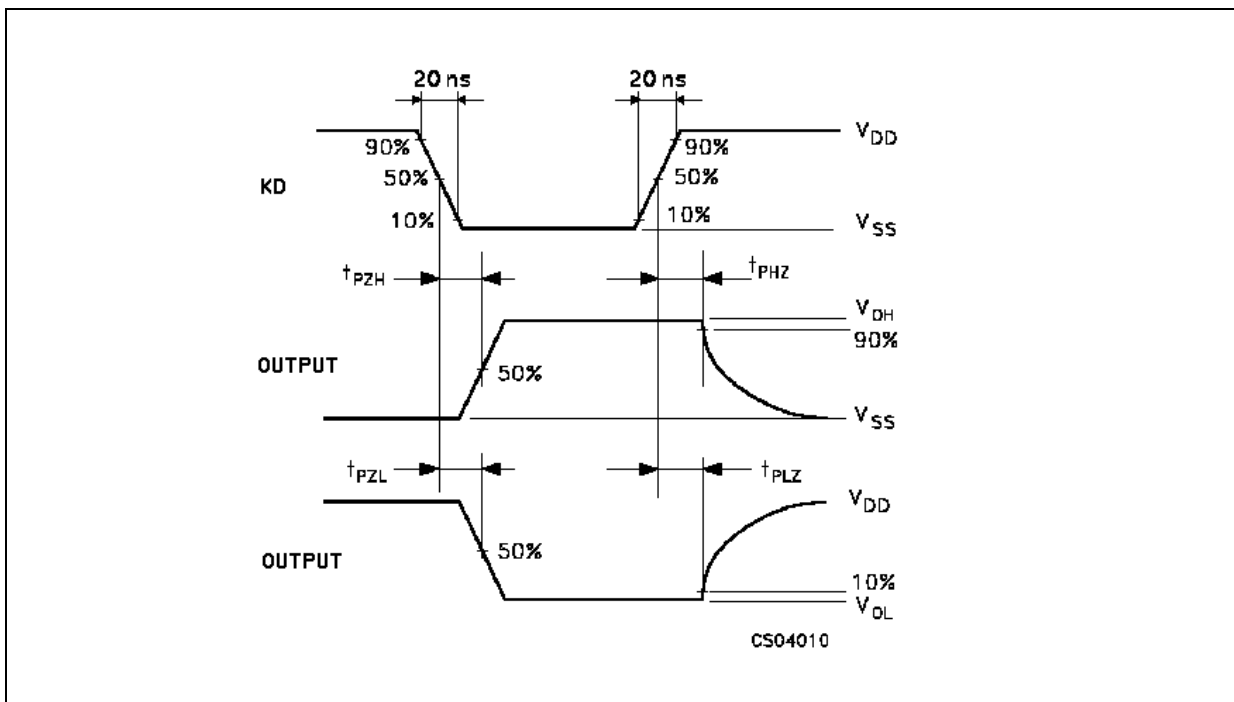 20 ns 20 ns
V_DD
90% 90%
50% 50%
KD
10% 10%
V_SS
t_PZH t_PHZ
V_OH
90%
OUTPUT
50%
V_SS
t_PZL t_PLZ
V_DD
50%
OUTPUT
10%
V_OL
CS04010